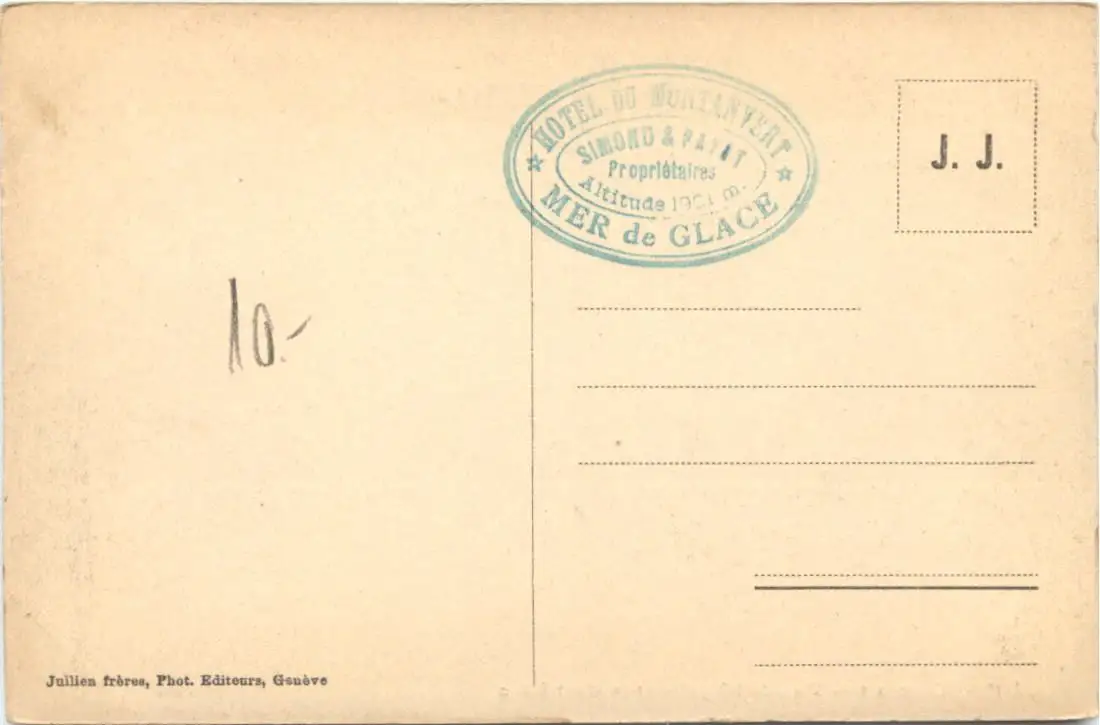 HOTEL DU MONTANVERT
SIMOND & PAYOT
Propriétaires
Altitude 1921 m.
MER de GLACE
J. J.
10.-
Jullien frères, Phot. Editeurs, Genève